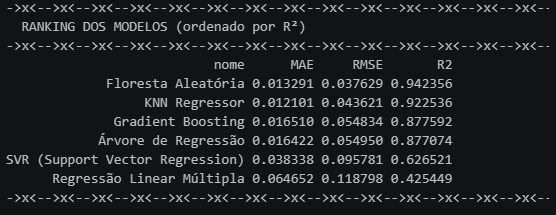 ->x<-->x<-->x<-->x<-->x<-->x<-->x<-->x<-->x<-->x<-->x<-->x<-->x<-->x<--
RANKING DOS MODELOS (ordenado por R²)
->x<-->x<-->x<-->x<-->x<-->x<-->x<-->x<-->x<-->x<-->x<-->x<-->x<-->x<--
nome MAE RMSE R2
Floresta Aleatória 0.013291 0.037629 0.942356
KNN Regressor 0.012101 0.043621 0.922536
Gradient Boosting 0.016510 0.054834 0.877592
Árvore de Regressão 0.016422 0.054950 0.877074
SVR (Support Vector Regression) 0.038338 0.095781 0.626521
Regressão Linear Múltipla 0.064652 0.118798 0.425449
->x<-->x<-->x<-->x<-->x<-->x<-->x<-->x<-->x<-->x<-->x<-->x<-->x<-->x<--